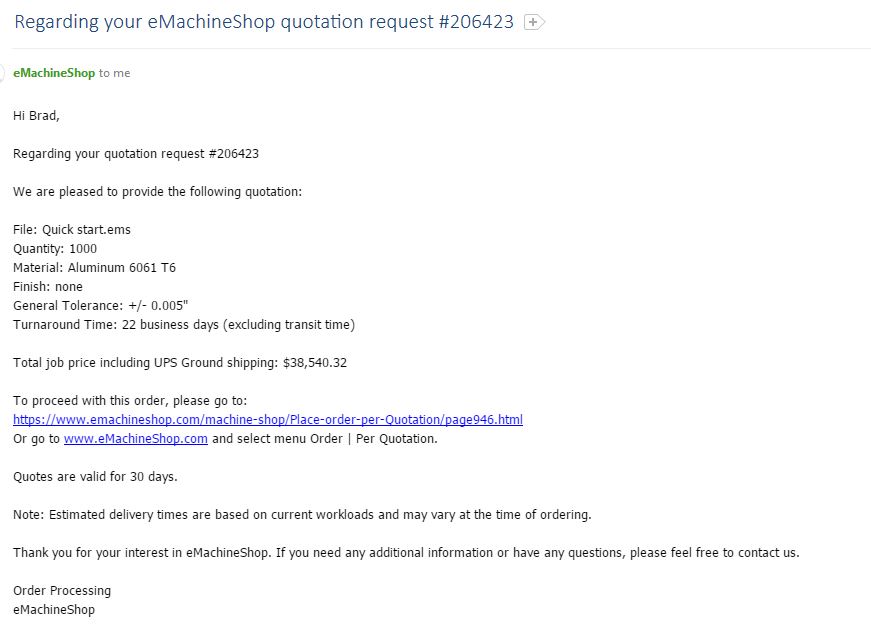 Regarding your eMachineShop quotation request #206423
eMachineShop to me
Hi Brad,
Regarding your quotation request #206423
We are pleased to provide the following quotation:
File: Quick start.ems
Quantity: 1000
Material: Aluminum 6061 T6
Finish: none
General Tolerance: +/- 0.005"
Turnaround Time: 22 business days (excluding transit time)
Total job price including UPS Ground shipping: $38,540.32
To proceed with this order, please go to:
https://www.emachineshop.com/machine-shop/Place-order-per-Quotation/page946.html
Or go to www.eMachineShop.com and select menu Order | Per Quotation.
Quotes are valid for 30 days.
Note: Estimated delivery times are based on current workloads and may vary at the time of ordering.
Thank you for your interest in eMachineShop. If you need any additional information or have any questions, please feel free to contact us.
Order Processing
eMachineShop